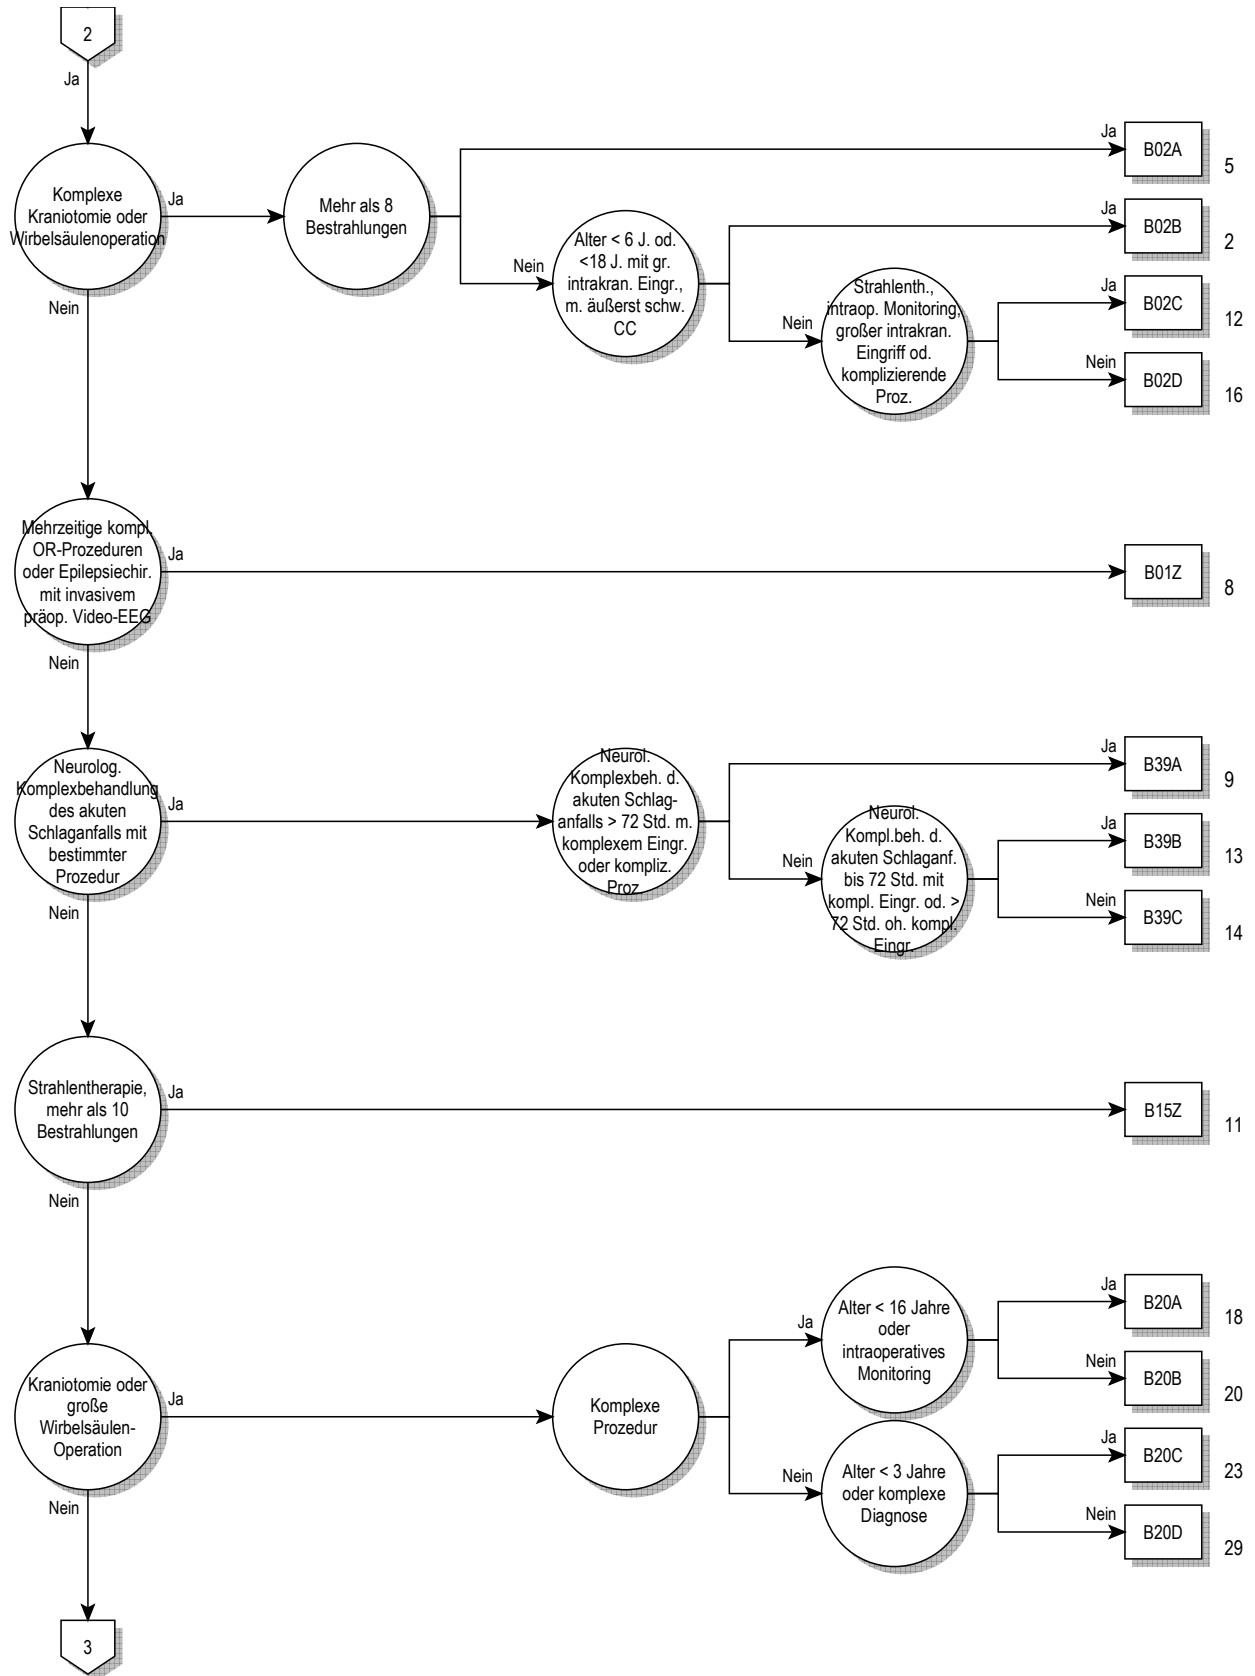 2
Ja
Komplexe
Kraniotomie oder
Wirbelsäulenoperation
Ja
Mehr als 8
Bestrahlungen
Ja
B02A
5
Nein
Alter < 6 J. od.
<18 J. mit gr.
intrakran. Eingr.,
m. äußerst schw.
CC
Ja
B02B
2
Nein
Strahlenth.,
intraop. Monitoring,
großer intrakran.
Eingriff od.
komplizierende
Proz.
Ja
B02C
12
Nein
B02D
16
Nein
Mehrzeitige kompl.
OR-Prozeduren
oder Epilepsiechir.
mit invasivem
präop. Video-EEG
Ja
B01Z
8
Nein
Neurolog.
Komplexbehandlung
des akuten
Schlaganfalls mit
bestimmter
Prozedur
Ja
Neurol.
Komplexbeh. d.
akuten Schlag-
anfalls > 72 Std. m.
komplexem Eingr.
oder kompliz.
Proz.
Ja
B39A
9
Nein
Neurol.
Kompl.beh. d.
akuten Schlaganf.
bis 72 Std. mit
kompl. Eingr. od. >
72 Std. oh. kompl.
Eingr.
Ja
B39B
13
Nein
B39C
14
Nein
Strahlentherapie,
mehr als 10
Bestrahlungen
Ja
B15Z
11
Nein
Kraniotomie oder
große
Wirbelsäulen-
Operation
Ja
Komplexe
Prozedur
Ja
Alter < 16 Jahre
oder
intraoperatives
Monitoring
Ja
B20A
18
Nein
B20B
20
Nein
Alter < 3 Jahre
oder komplexe
Diagnose
Ja
B20C
23
Nein
B20D
29
Nein
3